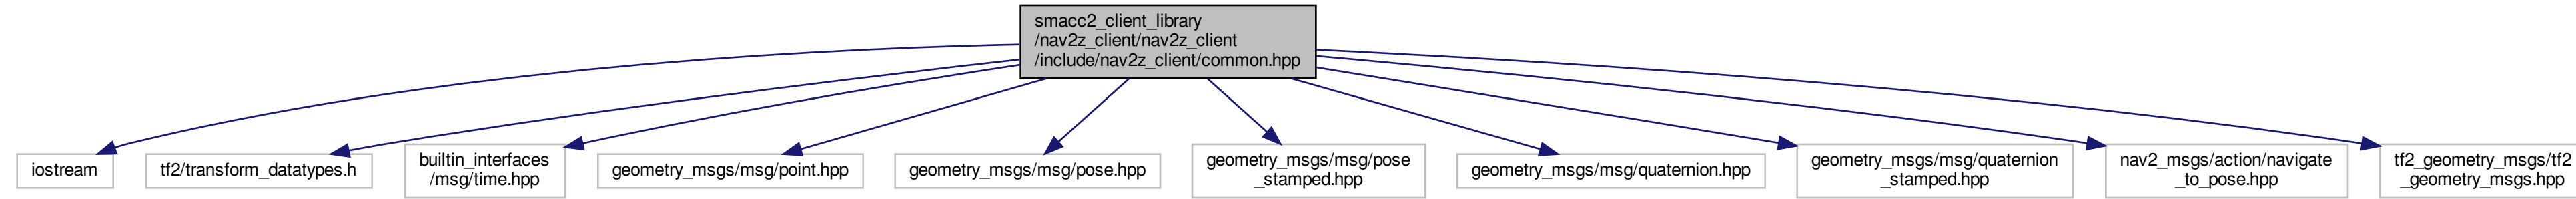 smacc2_client_library
/nav2z_client/nav2z_client
/include/nav2z_client/common.hpp
iostream
tf2/transform_datatypes.h
builtin_interfaces
/msg/time.hpp
geometry_msgs/msg/point.hpp
geometry_msgs/msg/pose.hpp
geometry_msgs/msg/pose
_stamped.hpp
geometry_msgs/msg/quaternion.hpp
geometry_msgs/msg/quaternion
_stamped.hpp
nav2_msgs/action/navigate
_to_pose.hpp
tf2_geometry_msgs/tf2
_geometry_msgs.hpp